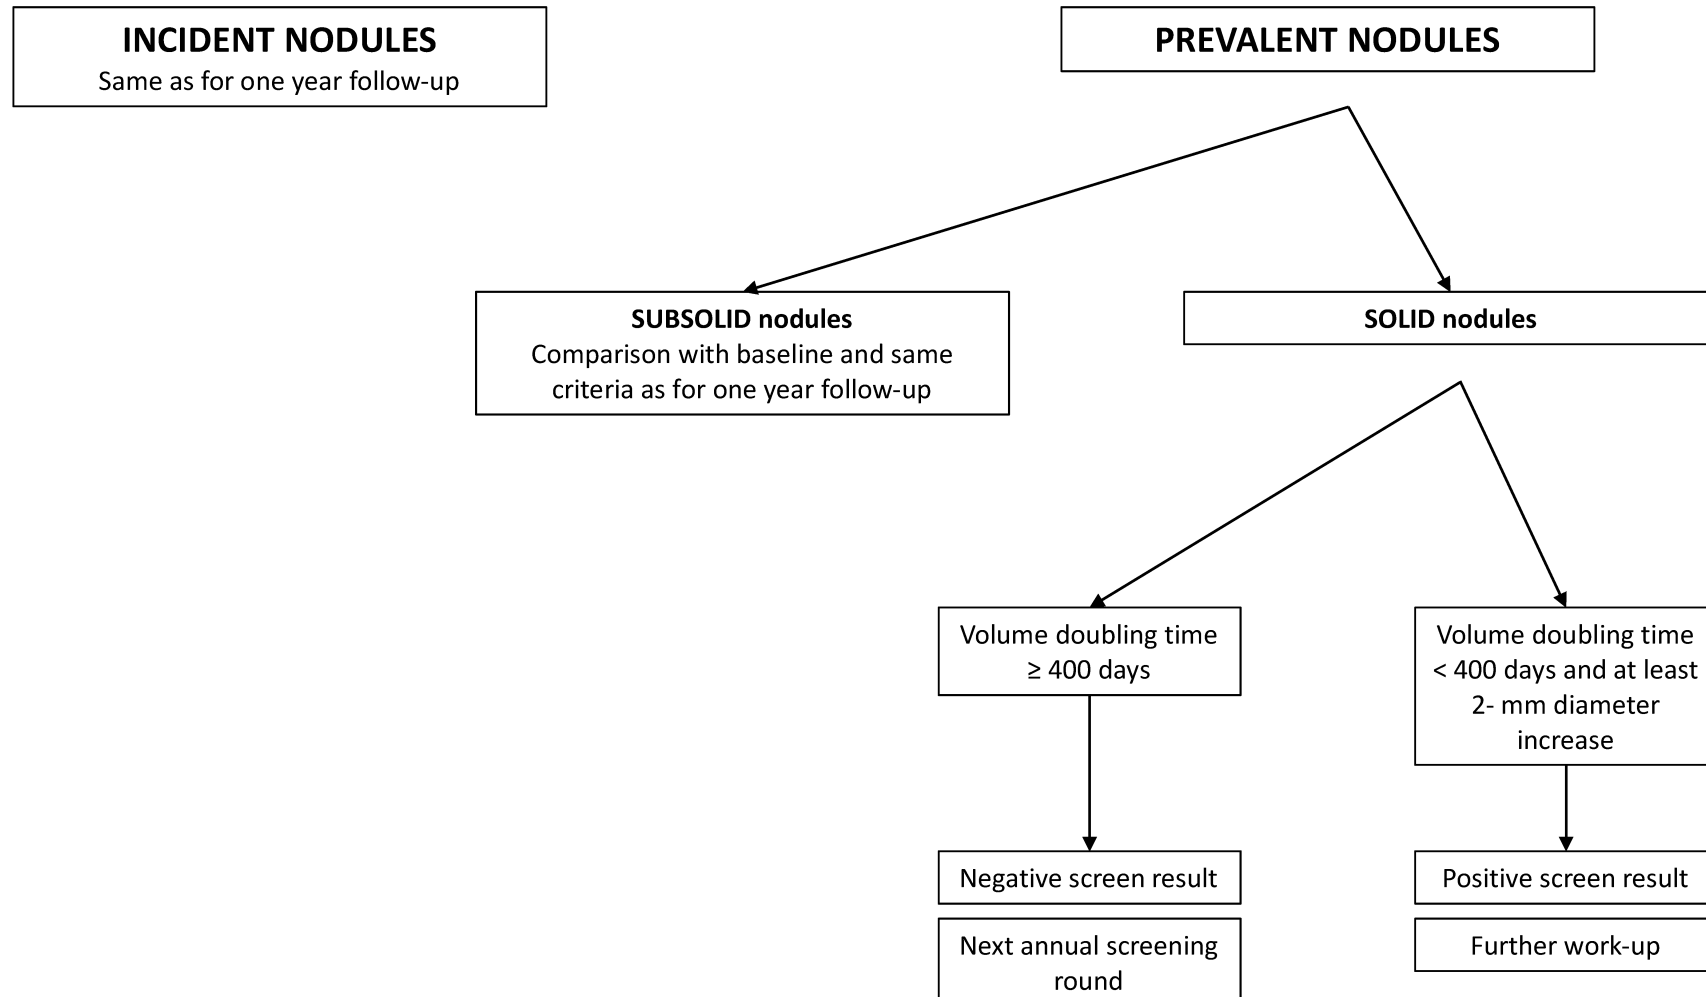 INCIDENT NODULES
Same as for one year follow-up
PREVALENT NODULES
SUBSOLID nodules
Comparison with baseline and same
criteria as for one year follow-up
SOLID nodules
Volume doubling time
≥ 400 days
Volume doubling time
< 400 days and at least
2- mm diameter
increase
Negative screen result
Next annual screening
round
Positive screen result
Further work-up